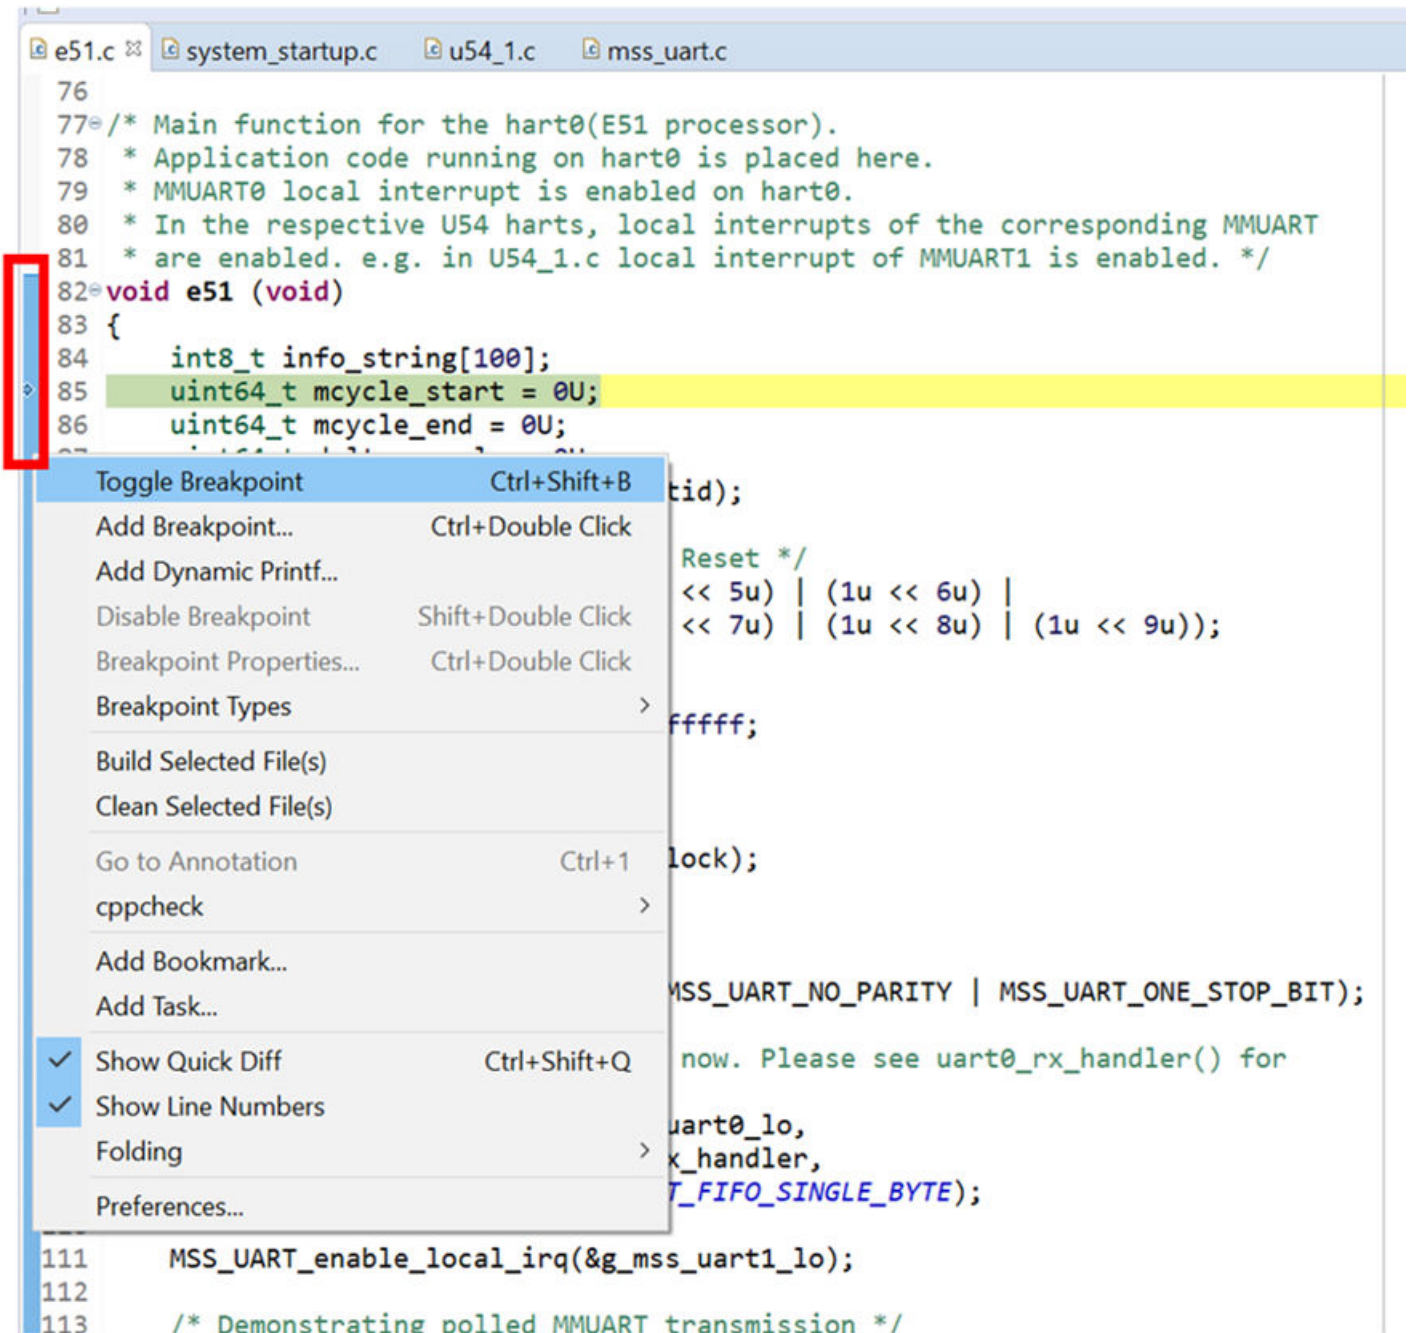 e51.c system_startup.c u54_1.c mss_uart.c
76
77 /* Main function for the hart0(E51 processor).
78 * Application code running on hart0 is placed here.
79 * MMUART0 local interrupt is enabled on hart0.
80 * In the respective U54 harts, local interrupts of the corresponding MMUART
81 * are enabled. e.g. in U54_1.c local interrupt of MMUART1 is enabled. */
82 void e51 (void)
83 {
84 int8_t info_string[100];
85 uint64_t mcycle_start = 0U;
86 uint64_t mcycle_end = 0U;
Toggle Breakpoint Ctrl+Shift+B
tid);
Add Breakpoint... Ctrl+Double Click
Reset */
Add Dynamic Printf...
<< 5u) | (1u << 6u) |
Disable Breakpoint Shift+Double Click
<< 7u) | (1u << 8u) | (1u << 9u));
Breakpoint Properties... Ctrl+Double Click
Breakpoint Types
fffff;
Build Selected File(s)
Clean Selected File(s)
Go to Annotation Ctrl+1
lock);
cppcheck
Add Bookmark...
MSS_UART_NO_PARITY | MSS_UART_ONE_STOP_BIT);
Add Task...
Show Quick Diff Ctrl+Shift+Q
now. Please see uart0_rx_handler() for
Show Line Numbers
uart0_lo,
Folding
x_handler,
T_FIFO_SINGLE_BYTE);
Preferences...
111 MSS_UART_enable_local_irq(&g_mss_uart1_lo);
112
113 /* Demonstrating polled MMUART transmission */